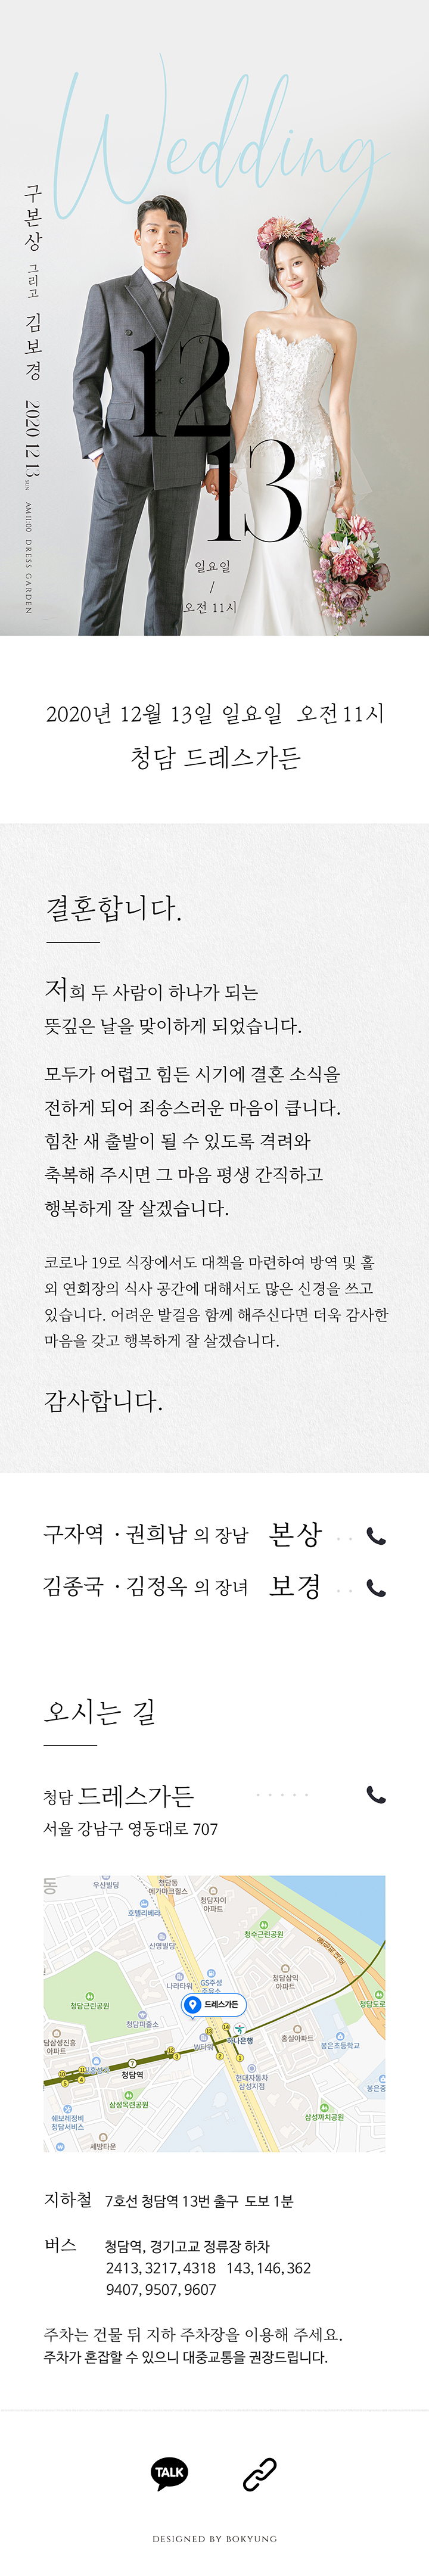 Wedding
구본상 그리고 김보경 2020 12 13 SUN AM 11:00 DRESS GARDEN
12
13
일요일
/
오전 11시
2020년 12월 13일 일요일 오전 11시
청담 드레스가든
결혼합니다.
저희 두 사람이 하나가 되는
뜻깊은 날을 맞이하게 되었습니다.
모두가 어렵고 힘든 시기에 결혼 소식을
전하게 되어 죄송스러운 마음이 큽니다.
힘찬 새 출발이 될 수 있도록 격려와
축복해 주시면 그 마음 평생 간직하고
행복하게 잘 살겠습니다.
코로나 19로 식장에서도 대책을 마련하여 방역 및 홀
외 연회장의 식사 공간에 대해서도 많은 신경을 쓰고
있습니다. 어려운 발걸음 함께 해주신다면 더욱 감사한
마음을 갖고 행복하게 잘 살겠습니다.
감사합니다.
구자역 · 권희남 의 장남 본상
김종국 · 김정옥 의 장녀 보경
오시는 길
청담 드레스가든
서울 강남구 영동대로 707
동
우산빌딩
청담동
메가마크힐스
청담자이
아파트
호텔리베라
청수근린공원
신영빌딩
나라타워
GS주성
주유소
청담삼익
아파트
청담근린공원
드레스가든
청담도로
청담파출소
하나은행
홍실아파트
봉은초등학교
담삼성진흥
아파트
청담역
현대자동차
삼성지점
봉은중
삼성목련공원
삼성까치공원
쉐보레정비
청담서비스
세방타운
지하철 7호선 청담역 13번 출구 도보 1분
버스 청담역, 경기고교 정류장 하차
2413, 3217, 4318 143, 146, 362
9407, 9507, 9607
주차는 건물 뒤 지하 주차장을 이용해 주세요.
주차가 혼잡할 수 있으니 대중교통을 권장드립니다.
TALK
DESIGNED BY BOKYUNG